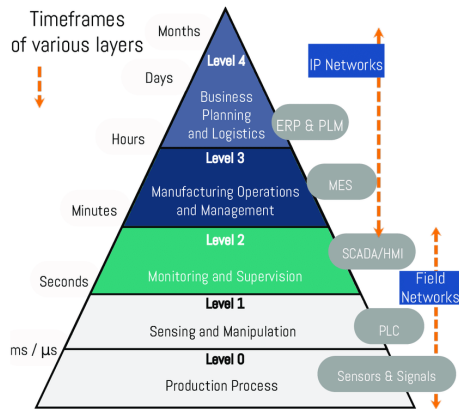 Timeframes
of various layers
Months
Days
Hours
Minutes
Seconds
ms / μs
Level 4
Business
Planning
and Logistics
Level 3
Manufacturing Operations
and Management
Level 2
Monitoring and Supervision
Level 1
Sensing and Manipulation
Level 0
Production Process
ERP & PLM
MES
SCADA/HMI
PLC
Sensors & Signals
IP Networks
Field
Networks